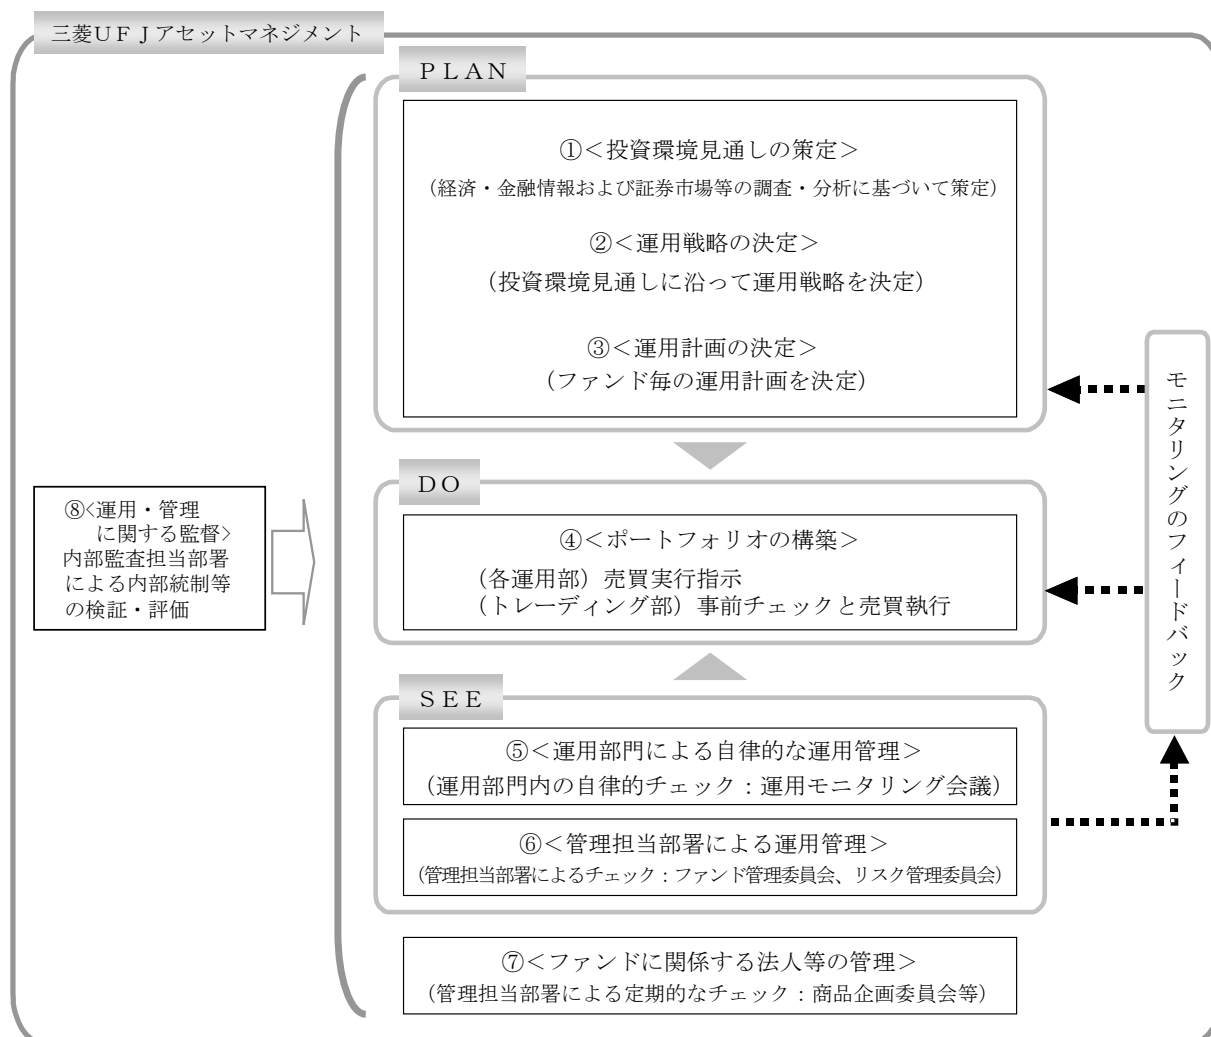 三菱ＵＦＪアセットマネジメント
ＰＬＡＮ
①＜投資環境見通しの策定＞
（経済・金融情報および証券市場等の調査・分析に基づいて策定）
②＜運用戦略の決定＞
（投資環境見通しに沿って運用戦略を決定）
③＜運用計画の決定＞
（ファンド毎の運用計画を決定）
ＤＯ
④＜ポートフォリオの構築＞
（各運用部）売買実行指示
（トレーディング部）事前チェックと売買執行
ＳＥＥ
⑤＜運用部門による自律的な運用管理＞
（運用部門内の自律的チェック：運用モニタリング会議）
⑥＜管理担当部署による運用管理＞
（管理担当部署によるチェック：ファンド管理委員会、リスク管理委員会）
⑦＜ファンドに関係する法人等の管理＞
（管理担当部署による定期的なチェック：商品企画委員会等）
⑧<運用・管理
に関する監督>
内部監査担当部署
による内部統制等
の検証・評価
モニタリングのフィードバック